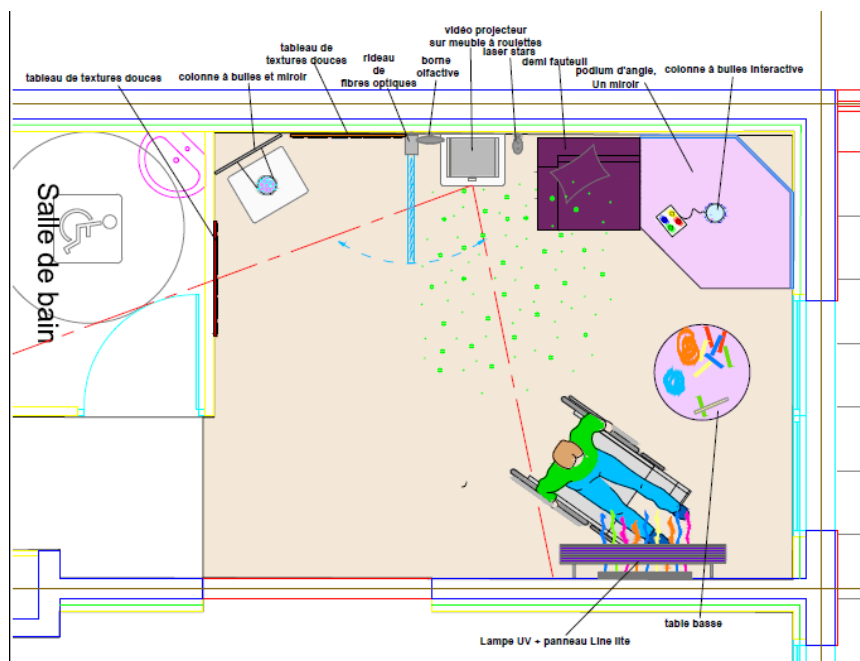 vidéo projecteur
sur meuble à roulettes
tableau de
textures douces
rideau
de
fibres optiques
borne
olfactive
laser stars
demi fauteuil
podium d'angle,
Un miroir
colonne à bulles interactive
tableau de textures douces
colonne à bulles et miroir
Salle de bain
table basse
Lampe UV + panneau Line lite